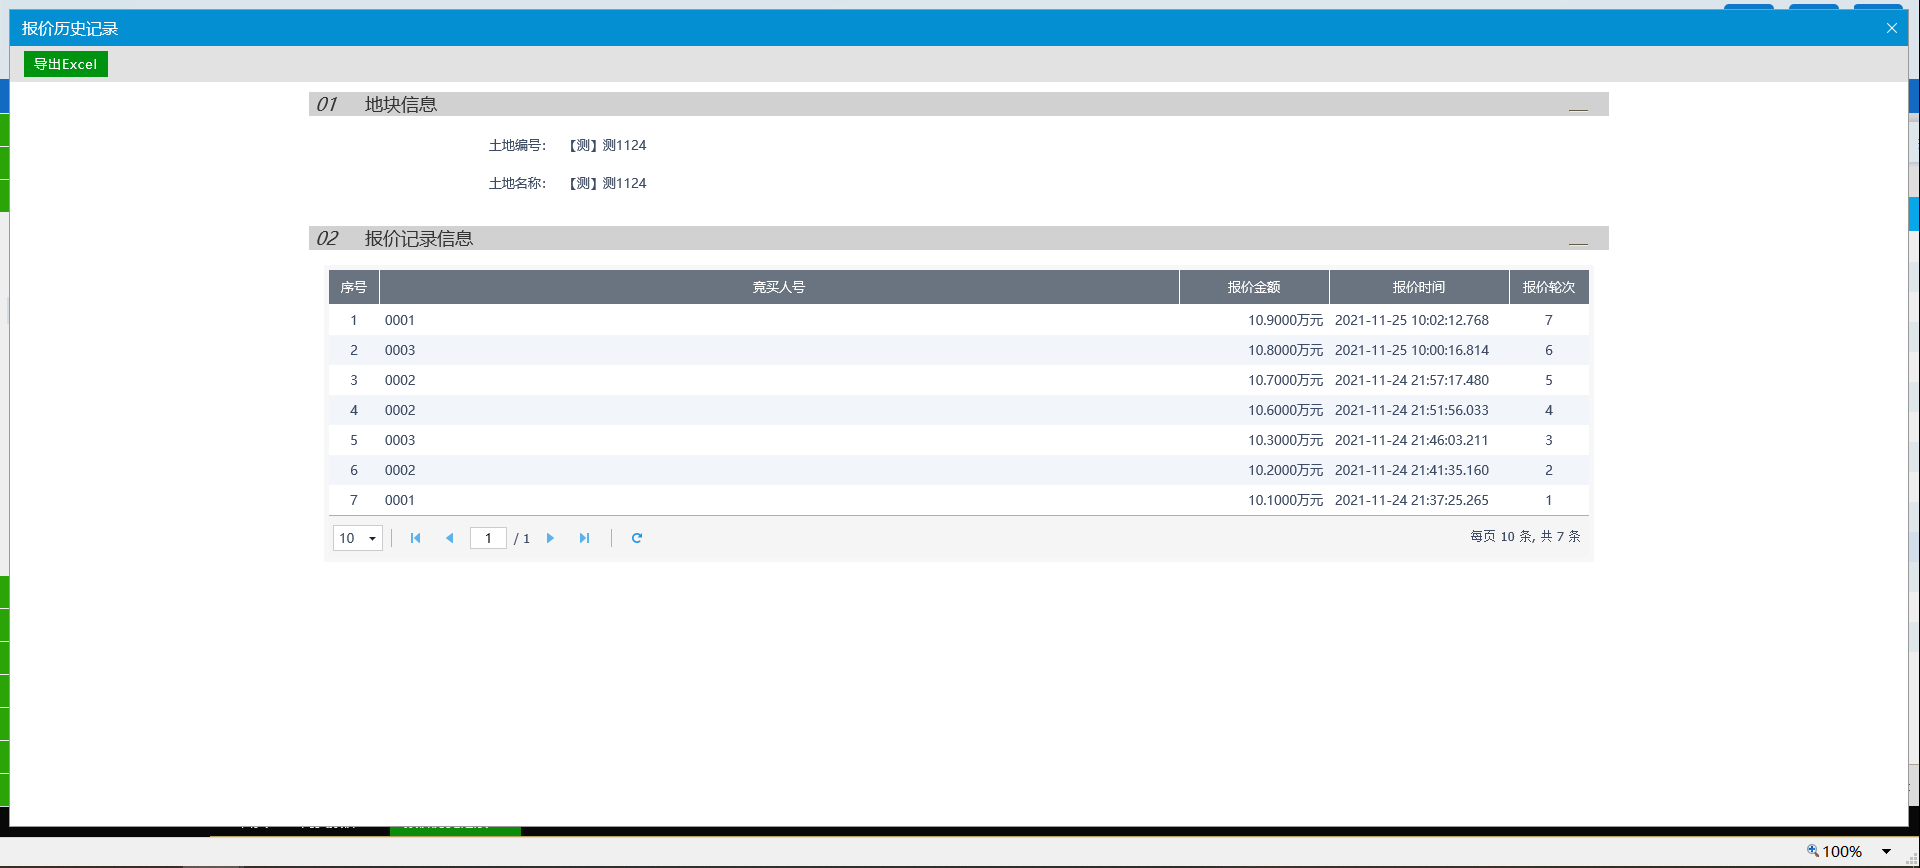 报价历史记录
导出Excel
01 地块信息
土地编号： 【测】测1124
土地名称： 【测】测1124
02 报价记录信息
序号 竞买人号 报价金额 报价时间 报价轮次
1 0001 10.9000万元 2021-11-25 10:02:12.768 7
2 0003 10.8000万元 2021-11-25 10:00:16.814 6
3 0002 10.7000万元 2021-11-24 21:57:17.480 5
4 0002 10.6000万元 2021-11-24 21:51:56.033 4
5 0003 10.3000万元 2021-11-24 21:46:03.211 3
6 0002 10.2000万元 2021-11-24 21:41:35.160 2
7 0001 10.1000万元 2021-11-24 21:37:25.265 1
10 1 / 1 每页 10 条, 共 7 条
100%